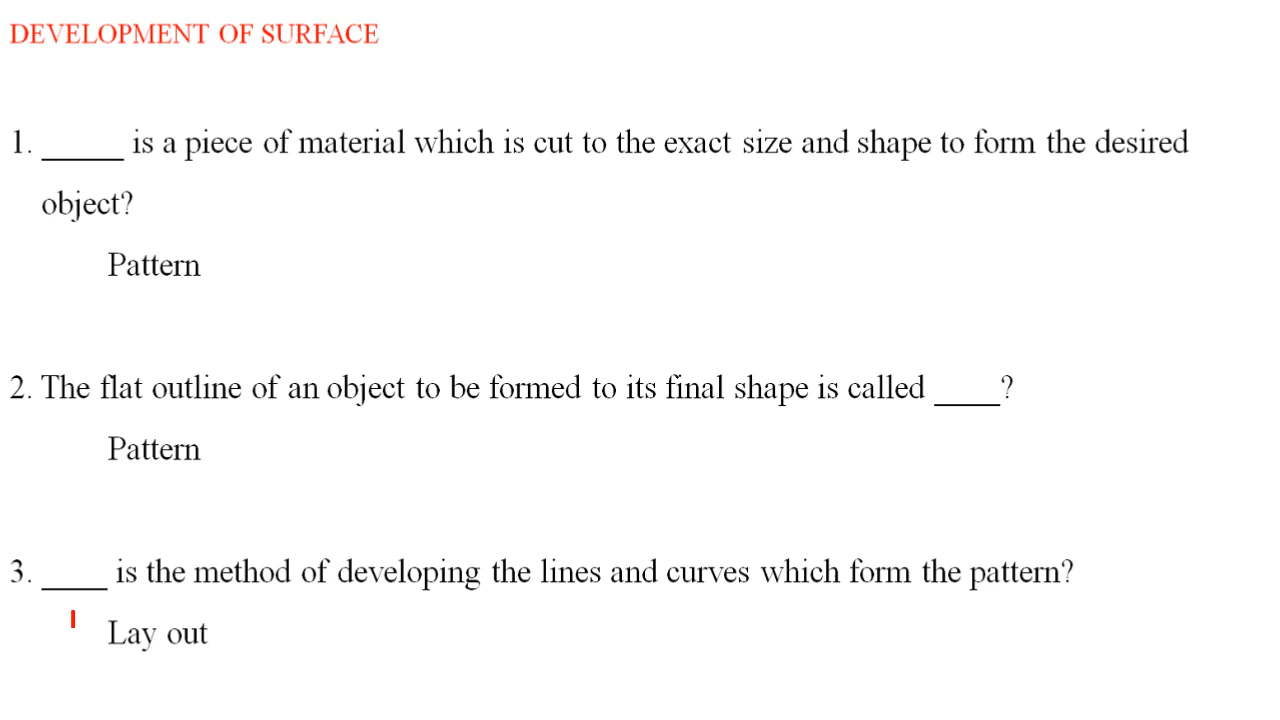 DEVELOPMENT OF SURFACE
1. _____ is a piece of material which is cut to the exact size and shape to form the desired
object?
Pattern
2. The flat outline of an object to be formed to its final shape is called ____?
Pattern
3. ____ is the method of developing the lines and curves which form the pattern?
Lay out